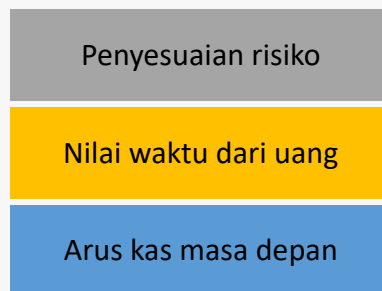 Penyesuaian risiko
Nilai waktu dari uang
Arus kas masa depan